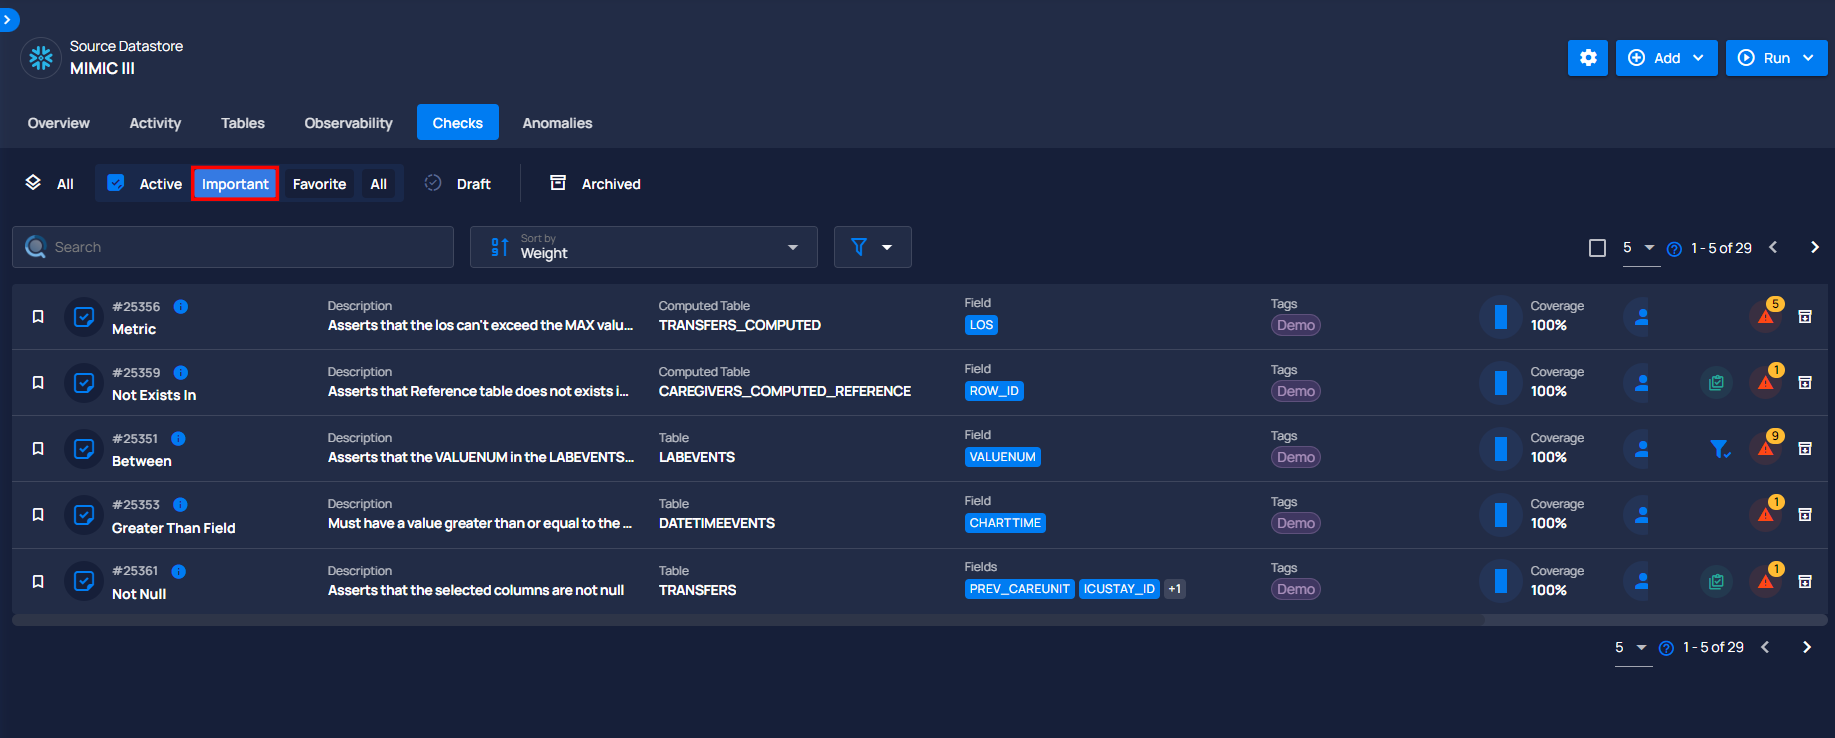 Source Datastore
MIMIC III
Add
Run
Overview Activity Tables Observability Checks Anomalies
All Active Important Favorite All Draft Archived
Search
Sort by
Weight
5 1 - 5 of 29
#25356
Metric
Description
Asserts that the los can't exceed the MAX valu...
Computed Table
TRANSFERS_COMPUTED
Field
LOS
Tags
Demo
Coverage
100%
5
#25359
Not Exists In
Description
Asserts that Reference table does not exists i...
Computed Table
CAREGIVERS_COMPUTED_REFERENCE
Field
ROW_ID
Tags
Demo
Coverage
100%
1
#25351
Between
Description
Asserts that the VALUENUM in the LABEVENTS...
Table
LABEVENTS
Field
VALUENUM
Tags
Demo
Coverage
100%
9
#25353
Greater Than Field
Description
Must have a value greater than or equal to the ...
Table
DATETIMEEVENTS
Field
CHARTTIME
Tags
Demo
Coverage
100%
1
#25361
Not Null
Description
Asserts that the selected columns are not null
Table
TRANSFERS
Fields
PREV_CAREUNIT ICUSTAY_ID +1
Tags
Demo
Coverage
100%
1
5 1 - 5 of 29